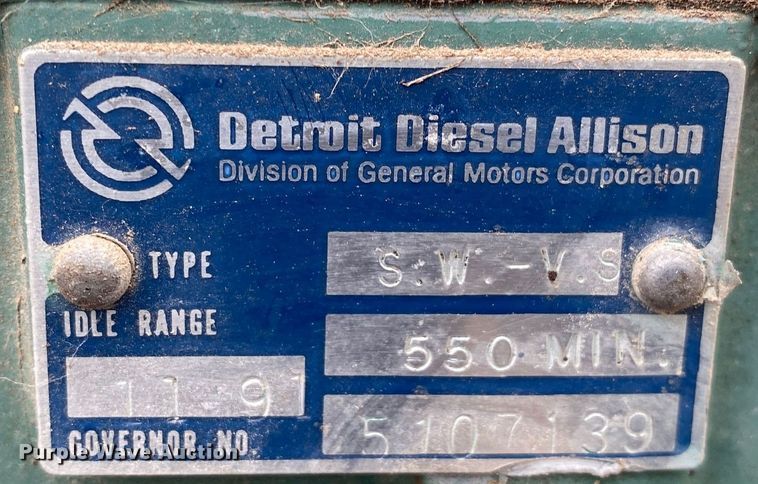 Detroit Diesel Allison
Division of General Motors Corporation
TYPE S.W.-V.S
IDLE RANGE 550 MIN.
11 9
GOVERNOR NO. 5107139
Purple Wave Auction